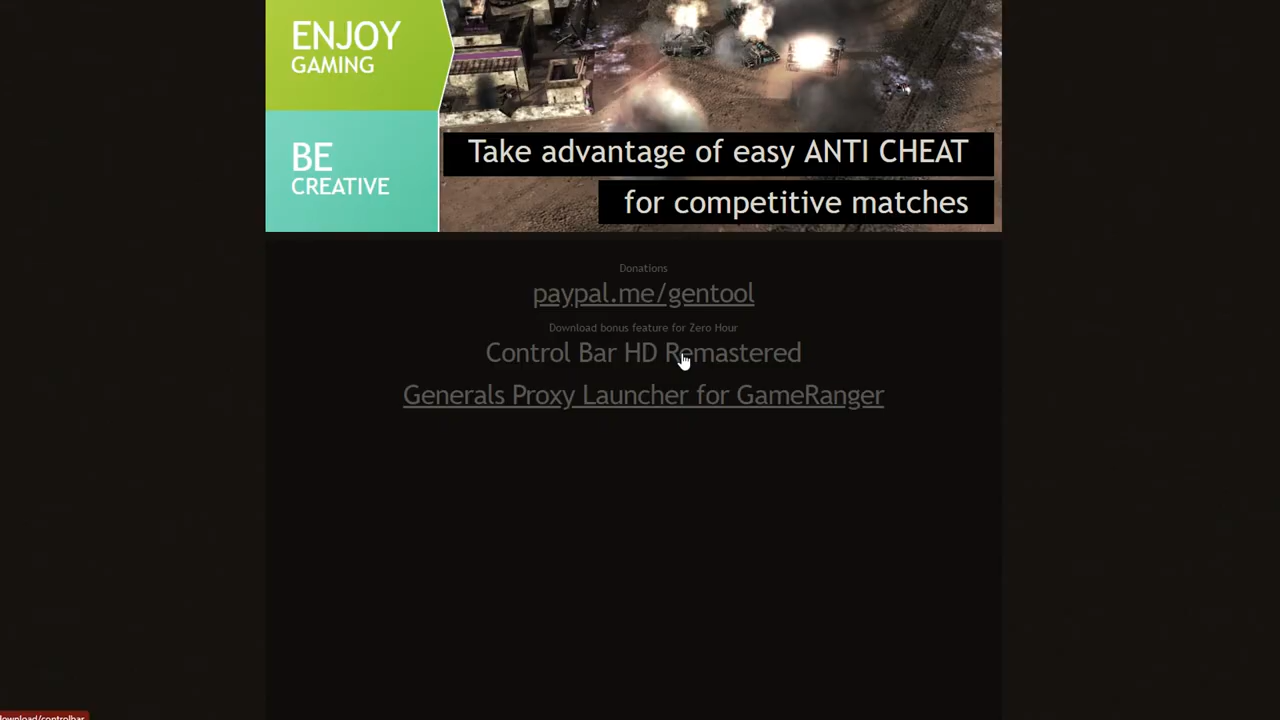 ENJOY
GAMING
BE
CREATIVE
Take advantage of easy ANTI CHEAT
for competitive matches
Donations
paypal.me/gentool
Download bonus feature for Zero Hour
Control Bar HD Remastered
Generals Proxy Launcher for GameRanger